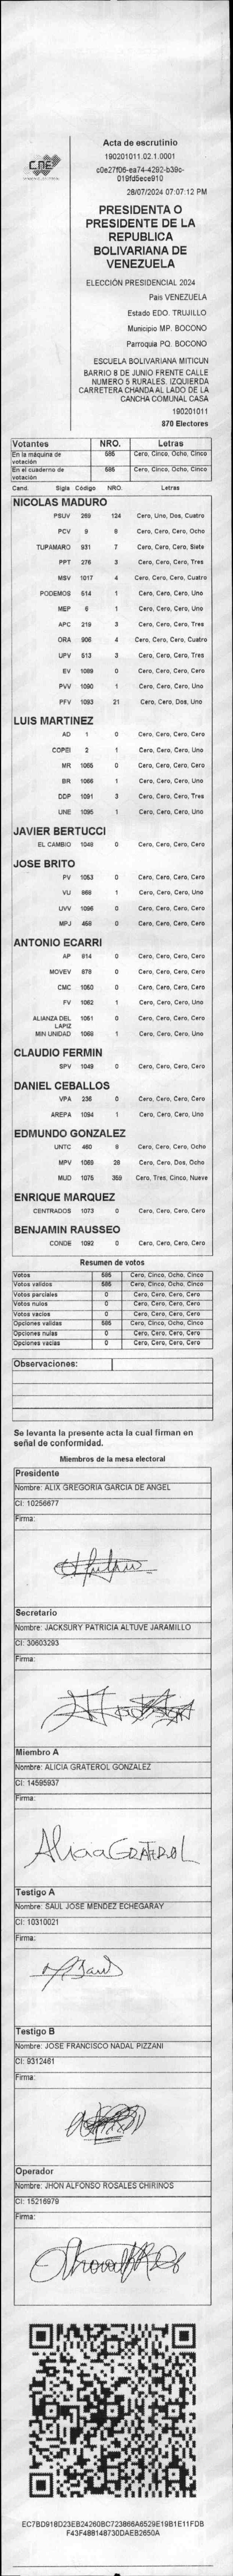 CNE
Acta de escrutinio
190201011.02.1.0001
c0e27f06-ea74-4292-b39c-
019fd5ece910
28/07/2024 07:07:12 PM
PRESIDENTA O
PRESIDENTE DE LA
REPUBLICA
BOLIVARIANA DE
VENEZUELA
ELECCIÓN PRESIDENCIAL 2024
Pais VENEZUELA
Estado EDO. TRUJILLO
Municipio MP. BOCONO
Parroquia PQ. BOCONO
ESCUELA BOLIVARIANA MITICUN
BARRIO 8 DE JUNIO FRENTE CALLE
NUMERO 5 RURALES. IZQUIERDA
CARRETERA CHANDA AL LADO DE LA
CANCHA COMUNAL CASA
190201011
870 Electores
Votantes NRO. Letras
En la máquina de votación 585 Cero, Cinco, Ocho, Cinco
En el cuaderno de votación 585 Cero, Cinco, Ocho, Cinco
Cand. Sigla Código NRO. Letras
NICOLAS MADURO
PSUV 269 124 Cero, Uno, Dos, Cuatro
PCV 9 8 Cero, Cero, Cero, Ocho
TUPAMARO 931 7 Cero, Cero, Cero, Siete
PPT 276 3 Cero, Cero, Cero, Tres
MSV 1017 4 Cero, Cero, Cero, Cuatro
PODEMOS 514 1 Cero, Cero, Cero, Uno
MEP 6 1 Cero, Cero, Cero, Uno
APC 219 3 Cero, Cero, Cero, Tres
ORA 906 4 Cero, Cero, Cero, Cuatro
UPV 513 3 Cero, Cero, Cero, Tres
EV 1089 0 Cero, Cero, Cero, Cero
PVV 1090 1 Cero, Cero, Cero, Uno
PFV 1093 21 Cero, Cero, Dos, Uno
LUIS MARTINEZ
AD 1 0 Cero, Cero, Cero, Cero
COPEI 2 1 Cero, Cero, Cero, Uno
MR 1065 0 Cero, Cero, Cero, Cero
BR 1066 1 Cero, Cero, Cero, Uno
DDP 1091 3 Cero, Cero, Cero, Tres
UNE 1095 1 Cero, Cero, Cero, Uno
JAVIER BERTUCCI
EL CAMBIO 1048 0 Cero, Cero, Cero, Cero
JOSE BRITO
PV 1053 0 Cero, Cero, Cero, Cero
VU 868 1 Cero, Cero, Cero, Uno
UVV 1096 0 Cero, Cero, Cero, Cero
MPJ 458 0 Cero, Cero, Cero, Cero
ANTONIO ECARRI
AP 914 0 Cero, Cero, Cero, Cero
MOVEV 878 0 Cero, Cero, Cero, Cero
CMC 1050 0 Cero, Cero, Cero, Cero
FV 1062 1 Cero, Cero, Cero, Uno
ALIANZA DEL LAPIZ 1051 0 Cero, Cero, Cero, Cero
MIN UNIDAD 1068 1 Cero, Cero, Cero, Uno
CLAUDIO FERMIN
SPV 1049 0 Cero, Cero, Cero, Cero
DANIEL CEBALLOS
VPA 236 0 Cero, Cero, Cero, Cero
AREPA 1094 1 Cero, Cero, Cero, Uno
EDMUNDO GONZALEZ
UNTC 460 8 Cero, Cero, Cero, Ocho
MPV 1069 28 Cero, Cero, Dos, Ocho
MUD 1075 359 Cero, Tres, Cinco, Nueve
ENRIQUE MARQUEZ
CENTRADOS 1073 0 Cero, Cero, Cero, Cero
BENJAMIN RAUSSEO
CONDE 1092 0 Cero, Cero, Cero, Cero
Resumen de votos
Votos 585 Cero, Cinco, Ocho, Cinco
Votos validos 585 Cero, Cinco, Ocho, Cinco
Votos parciales 0 Cero, Cero, Cero, Cero
Votos nulos 0 Cero, Cero, Cero, Cero
Votos vacios 0 Cero, Cero, Cero, Cero
Opciones validas 585 Cero, Cinco, Ocho, Cinco
Opciones nulas 0 Cero, Cero, Cero, Cero
Opciones vacias 0 Cero, Cero, Cero, Cero
Observaciones:
Se levanta la presente acta la cual firman en
señal de conformidad.
Miembros de la mesa electoral
Presidente
Nombre: ALIX GREGORIA GARCIA DE ANGEL
CI: 10256677
Firma:
Secretario
Nombre: JACKSURY PATRICIA ALTUVE JARAMILLO
CI: 30603293
Firma:
Miembro A
Nombre: ALICIA GRATEROL GONZALEZ
CI: 14595937
Firma:
Alicia GRATEROL
Testigo A
Nombre: SAUL JOSE MENDEZ ECHEGARAY
CI: 10310021
Firma:
Testigo B
Nombre: JOSE FRANCISCO NADAL PIZZANI
CI: 9312461
Firma:
Operador
Nombre: JHON ALFONSO ROSALES CHIRINOS
CI: 15216979
Firma:
EC7BD918D23EB24260BC723866A6529E19B1E11FDB
F43F488148730DAEB2650A